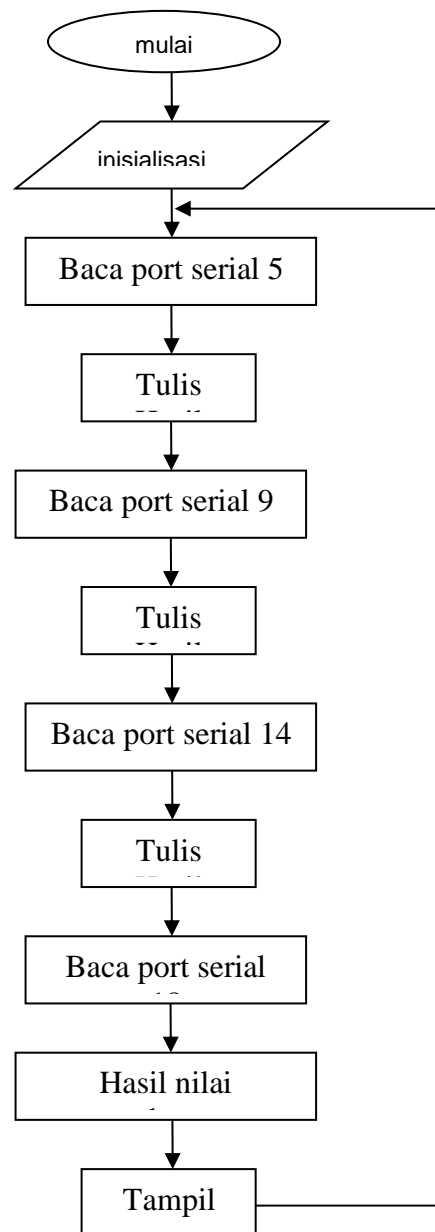 mulai
inisialisasi
Baca port serial 5
Tulis
Baca port serial 9
Tulis
Baca port serial 14
Tulis
Baca port serial
Hasil nilai
Tampil